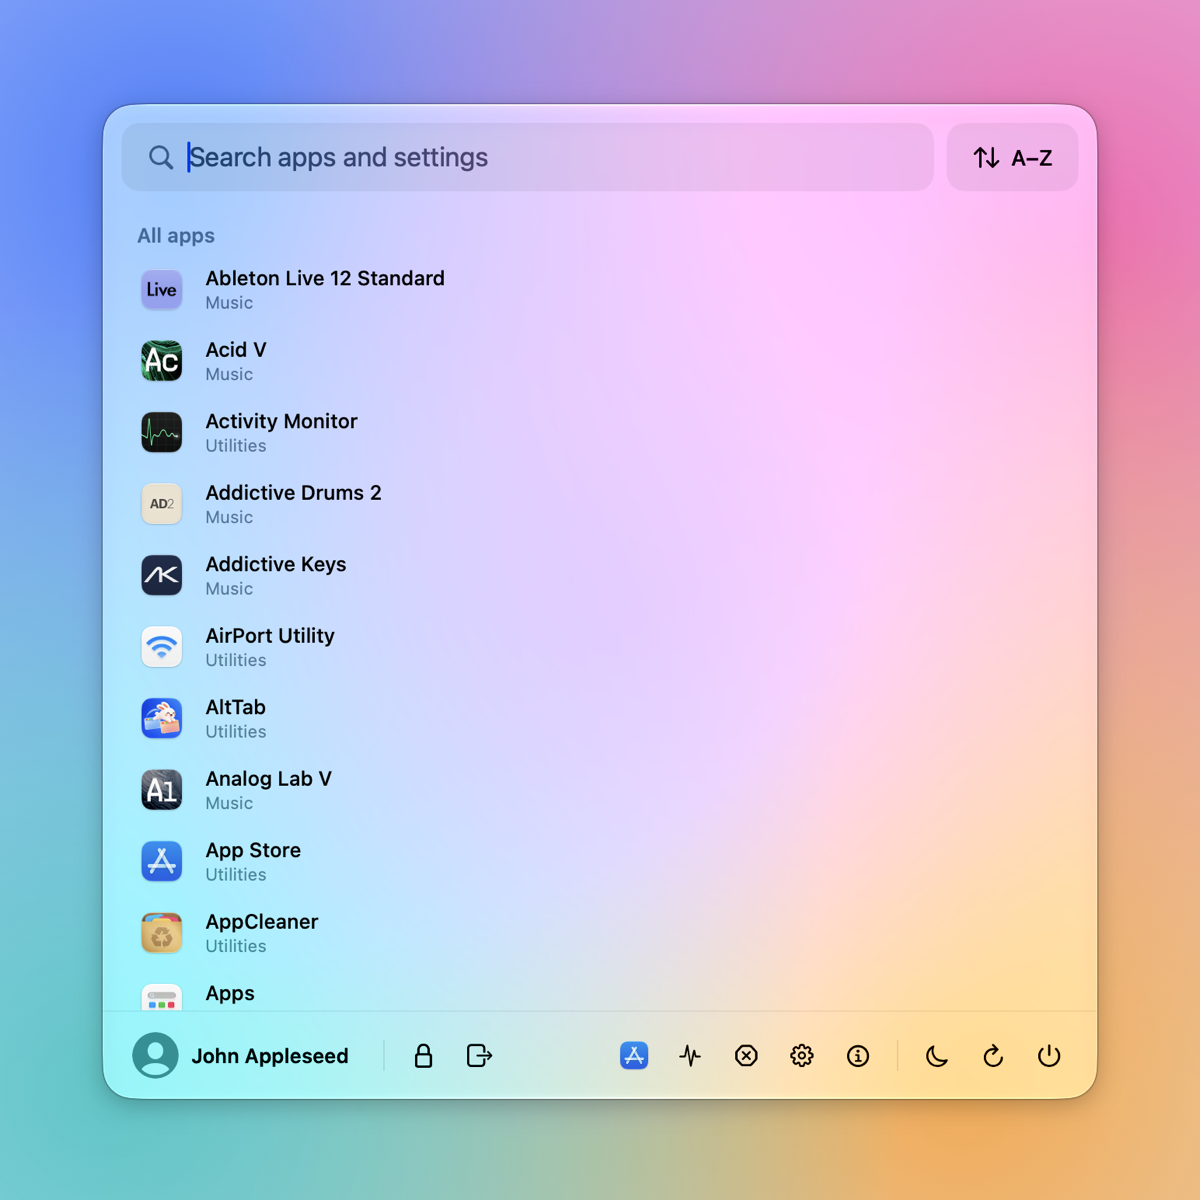 Search apps and settings
A–Z
All apps
Live
Ableton Live 12 Standard
Music
Ac
Acid V
Music
Activity Monitor
Utilities
AD2
Addictive Drums 2
Music
AK
Addictive Keys
Music
AirPort Utility
Utilities
AltTab
Utilities
Al
Analog Lab V
Music
App Store
Utilities
AppCleaner
Utilities
Apps
John Appleseed